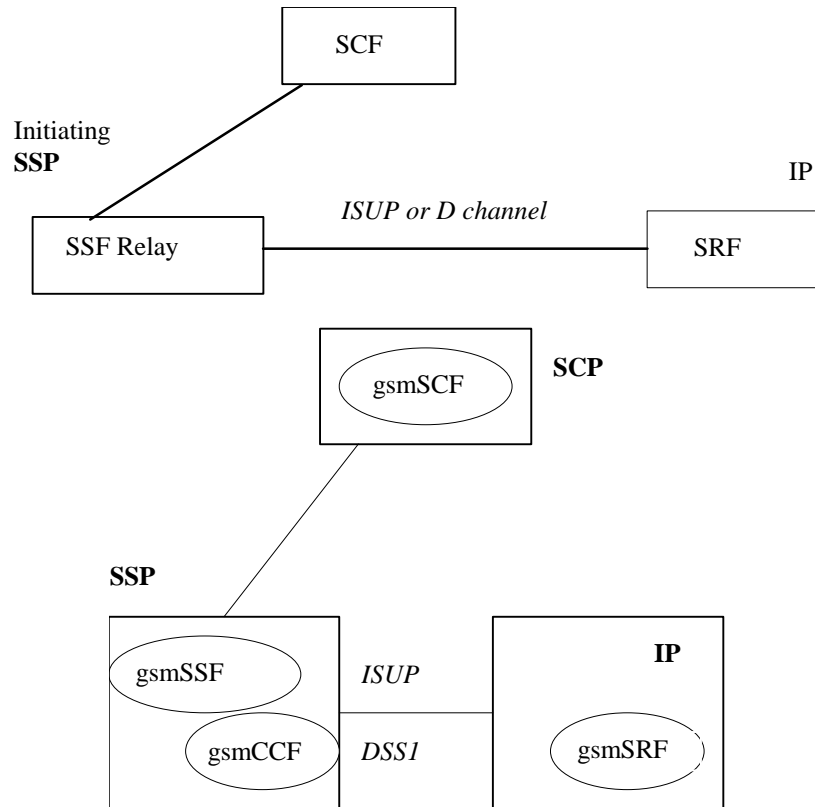 SCF
Initiating
SSP
IP
ISUP or D channel
SSF Relay
SRF
SCP
gsmSCF
SSP
IP
gsmSSF
ISUP
gsmCCF
DSS1
gsmSRF